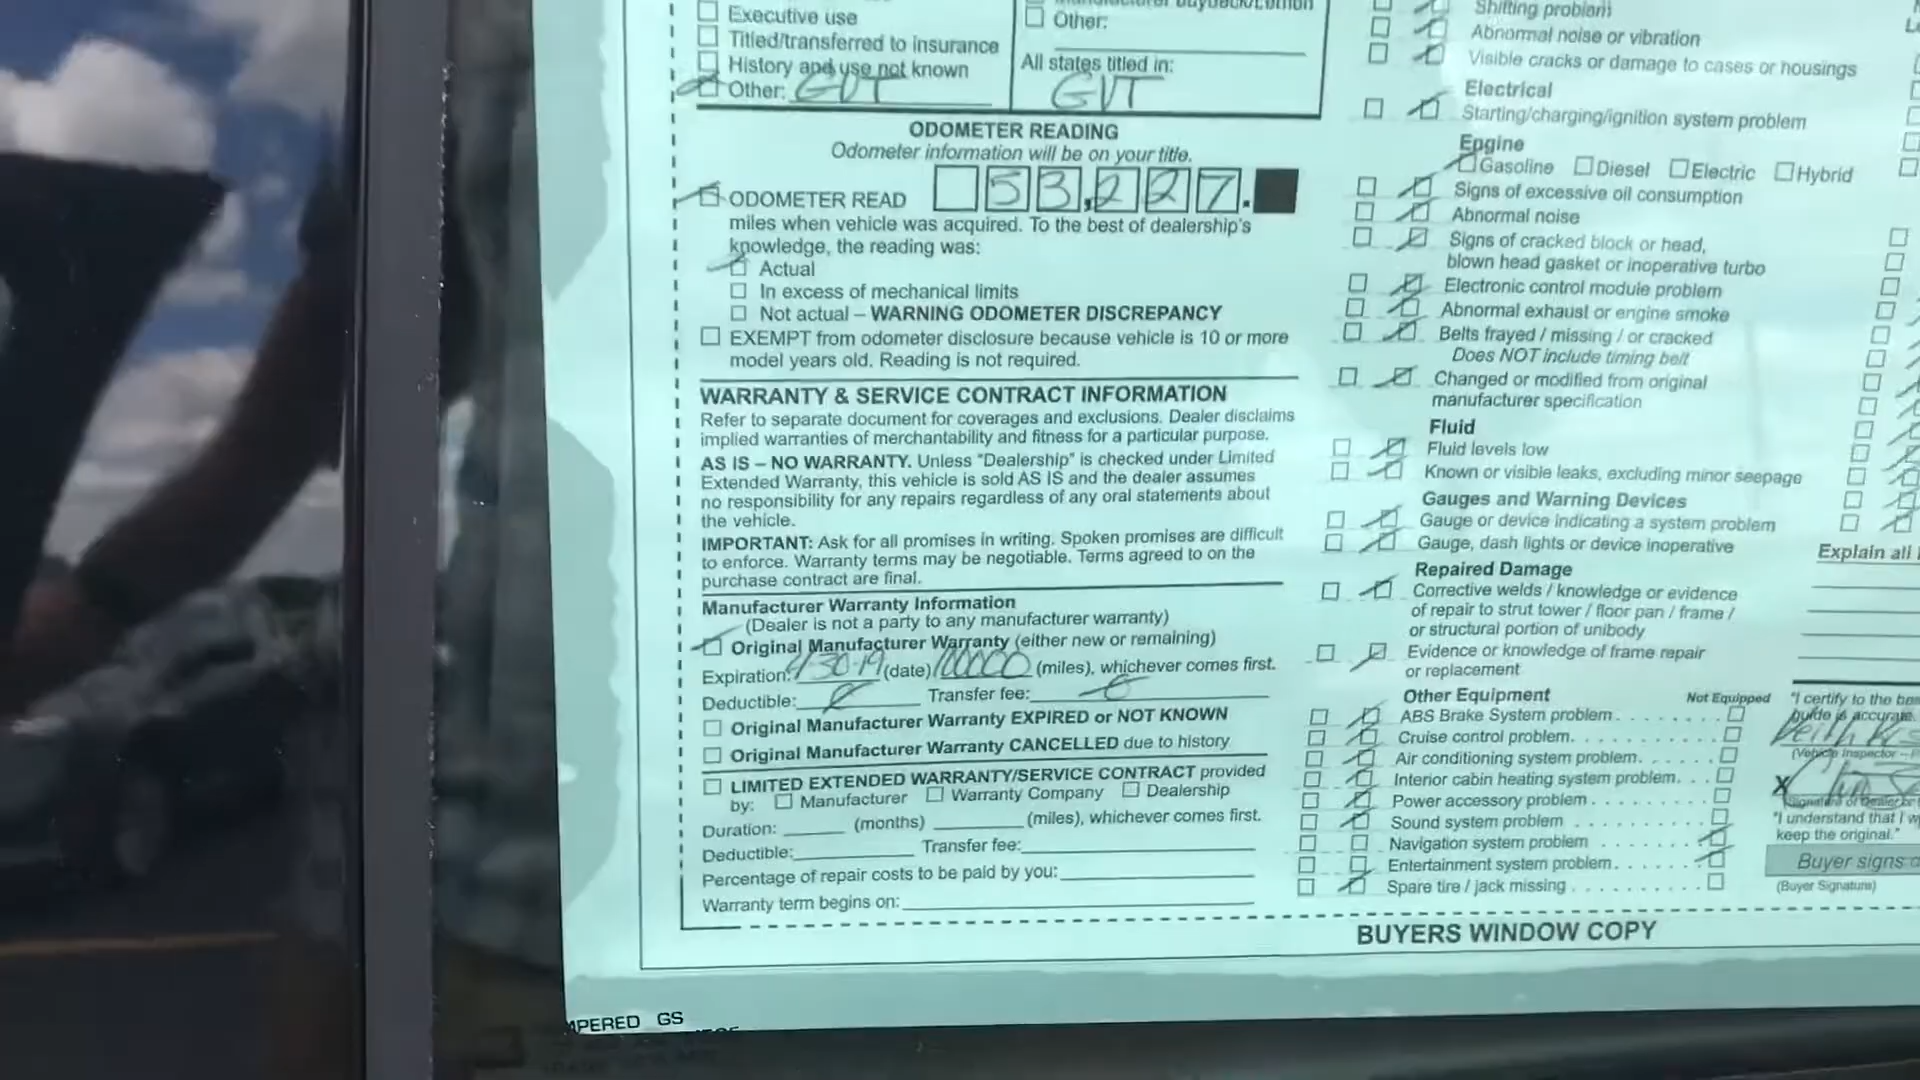 Executive use
Titled/transferred to insurance
History and use not known
Other: GVT
Other:
All states titled in:
GVT
ODOMETER READING
Odometer information will be on your title.
ODOMETER READ 53,227.
miles when vehicle was acquired. To the best of dealership's
knowledge, the reading was:
Actual
In excess of mechanical limits
Not actual – WARNING ODOMETER DISCREPANCY
EXEMPT from odometer disclosure because vehicle is 10 or more
model years old. Reading is not required.
WARRANTY & SERVICE CONTRACT INFORMATION
Refer to separate document for coverages and exclusions. Dealer disclaims
implied warranties of merchantability and fitness for a particular purpose.
AS IS – NO WARRANTY. Unless "Dealership" is checked under Limited
Extended Warranty, this vehicle is sold AS IS and the dealer assumes
no responsibility for any repairs regardless of any oral statements about
the vehicle.
IMPORTANT: Ask for all promises in writing. Spoken promises are difficult
to enforce. Warranty terms may be negotiable. Terms agreed to on the
purchase contract are final.
Manufacturer Warranty Information
(Dealer is not a party to any manufacturer warranty)
Original Manufacturer Warranty (either new or remaining)
Expiration: 4/30-19 (date) 100000 (miles), whichever comes first.
Deductible: Transfer fee:
Original Manufacturer Warranty EXPIRED or NOT KNOWN
Original Manufacturer Warranty CANCELLED due to history
LIMITED EXTENDED WARRANTY/SERVICE CONTRACT provided
by: Manufacturer Warranty Company Dealership
Duration: (months) (miles), whichever comes first.
Deductible: Transfer fee:
Percentage of repair costs to be paid by you:
Warranty term begins on:
Shifting problem
Abnormal noise or vibration
Visible cracks or damage to cases or housings
Electrical
Starting/charging/ignition system problem
Engine
Gasoline Diesel Electric Hybrid
Signs of excessive oil consumption
Abnormal noise
Signs of cracked block or head,
blown head gasket or inoperative turbo
Electronic control module problem
Abnormal exhaust or engine smoke
Belts frayed / missing / or cracked
Does NOT include timing belt
Changed or modified from original
manufacturer specification
Fluid
Fluid levels low
Known or visible leaks, excluding minor seepage
Gauges and Warning Devices
Gauge or device indicating a system problem
Gauge, dash lights or device inoperative
Repaired Damage
Corrective welds / knowledge or evidence
of repair to strut tower / floor pan / frame /
or structural portion of unibody
Evidence or knowledge of frame repair
or replacement
Other Equipment Not Equipped
ABS Brake System problem
Cruise control problem
Air conditioning system problem
Interior cabin heating system problem
Power accessory problem
Sound system problem
Navigation system problem
Entertainment system problem
Spare tire / jack missing
Explain all
"I certify to the
guide is accurate.
Keith
(Vehicle Inspector
X
Signature of Dealer or
"I understand that I
keep the original."
Buyer signs
(Buyer Signature)
BUYERS WINDOW COPY
MPERED GS